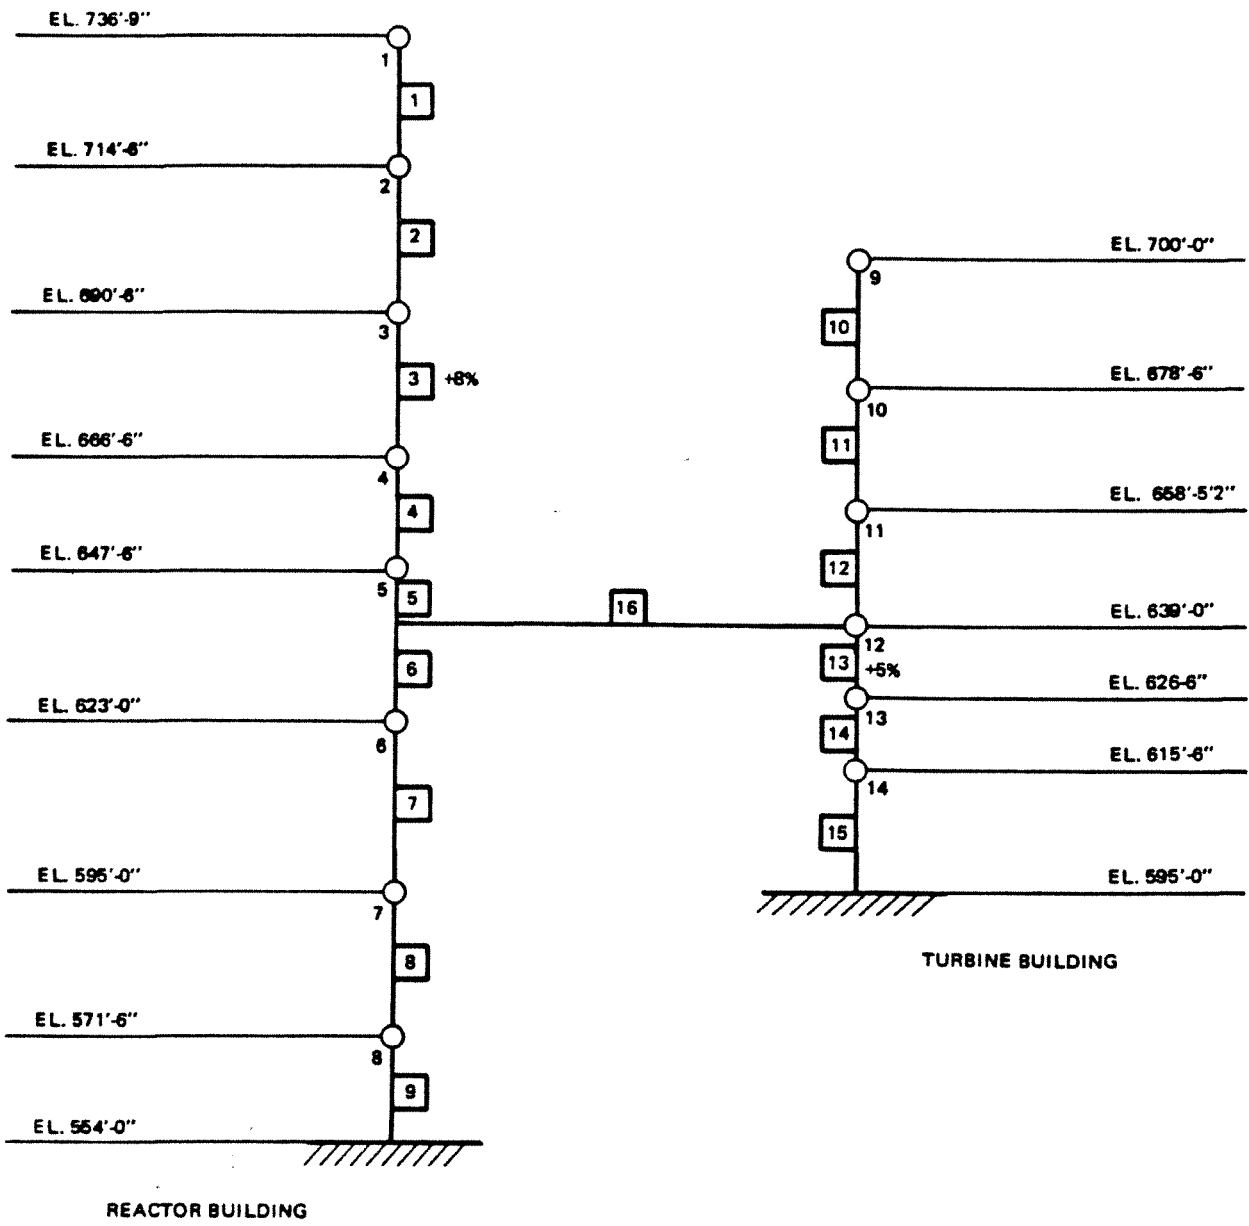 EL. 736'-9"
1
1
EL. 714'-6"
2
2
EL. 690'-6"
3
3 +8%
EL. 666'-6"
4
4
EL. 647'-6"
5
5
16
6
EL. 623'-0"
6
7
EL. 595'-0"
7
8
EL. 571'-6"
8
9
EL. 554'-0"
REACTOR BUILDING
EL. 700'-0"
9
10
EL. 678'-6"
10
11
EL. 658'-5'2"
11
12
EL. 639'-0"
12
13 +5%
EL. 626-6"
13
14
EL. 615'-6"
14
15
EL. 595'-0"
TURBINE BUILDING